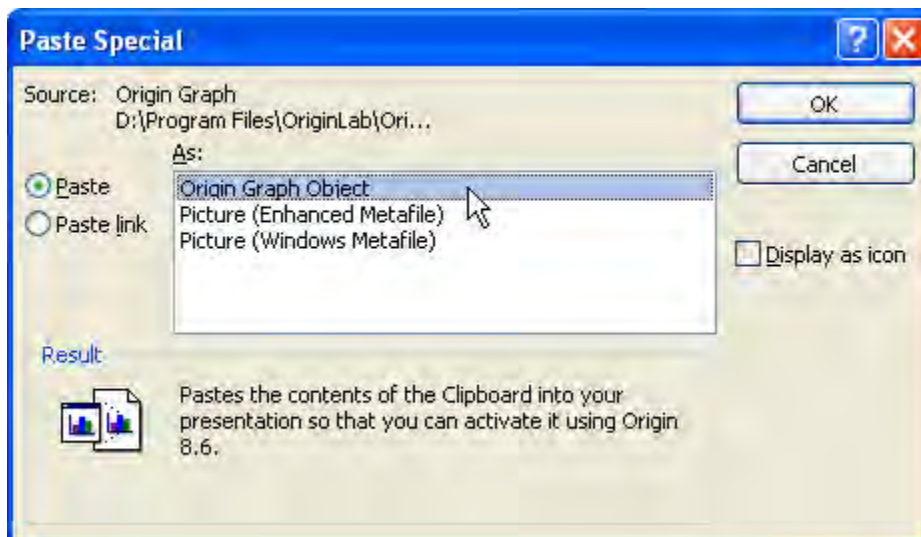 Paste Special
Source: Origin Graph
D:\Program Files\OriginLab\Ori...
As:
Paste
Paste link
Origin Graph Object
Picture (Enhanced Metafile)
Picture (Windows Metafile)
OK
Cancel
Display as icon
Result
Pastes the contents of the Clipboard into your
presentation so that you can activate it using Origin
8.6.